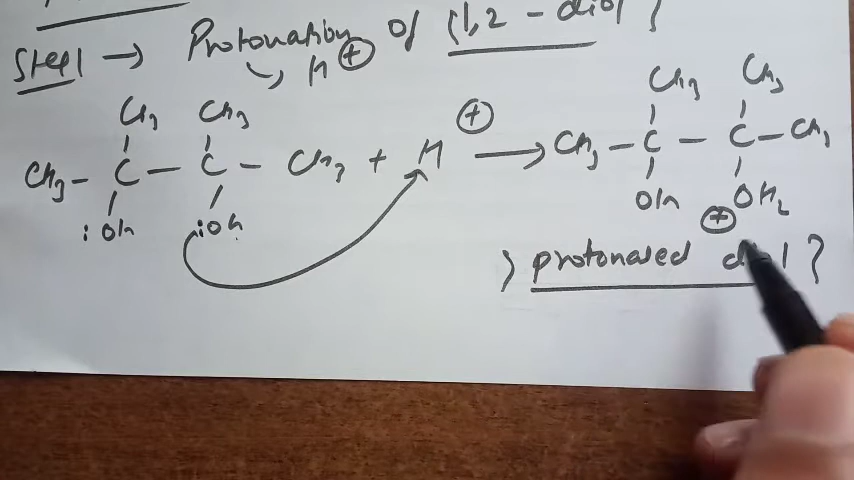 Step1 → Protonation of {1,2-diol}
↳ H⊕
CH3 CH3 CH3 CH3
CH3 - C - C - CH3 + H ⊕ → CH3 - C - C - CH3
:OH :OH OH ⊕OH2
{protonated diol}